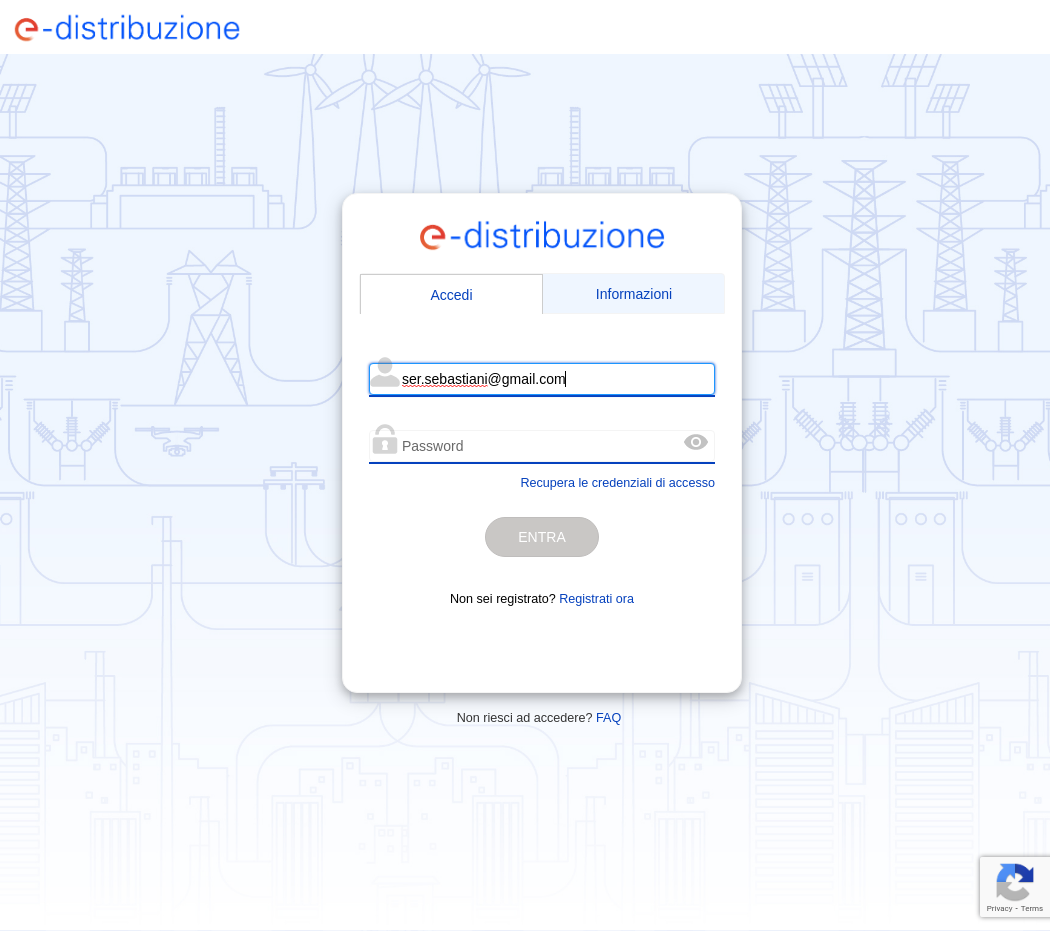 e-distribuzione
e-distribuzione
Accedi
Informazioni
ser.sebastiani@gmail.com
Password
Recupera le credenziali di accesso
ENTRA
Non sei registrato? Registrati ora
Non riesci ad accedere? FAQ
Privacy - Terms